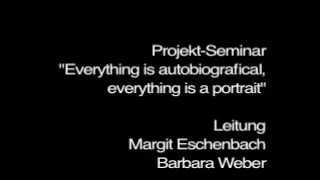 Projekt-Seminar
"Everything is autobiografical,
everything is a portrait"
Leitung
Margit Eschenbach
Barbara Weber